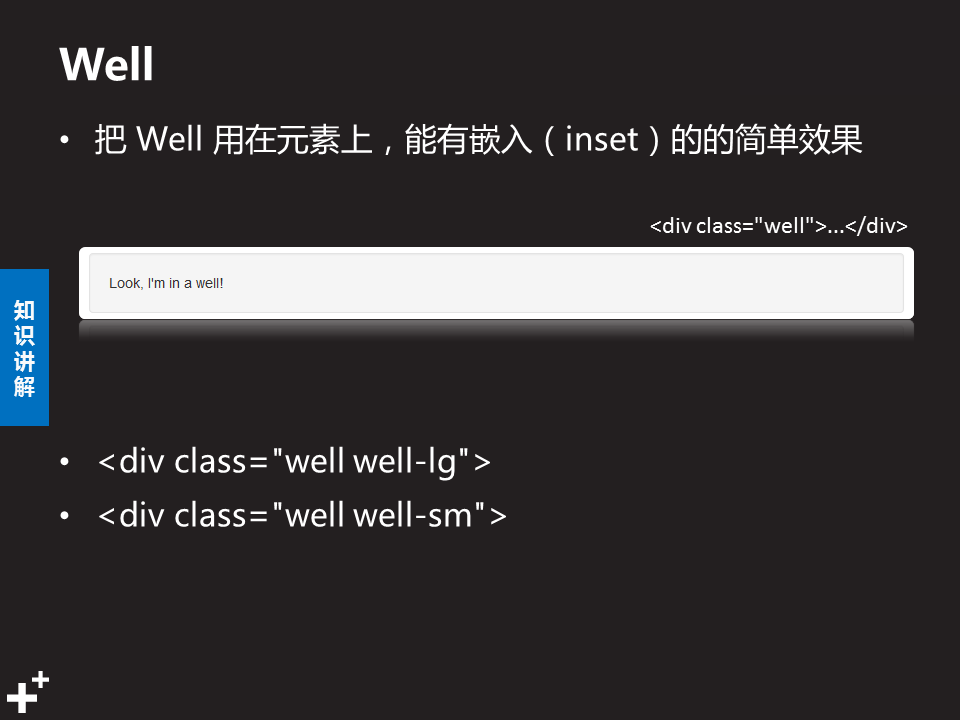 Well
• 把 Well 用在元素上，能有嵌入（inset）的的简单效果
<div class="well">...</div>
Look, I'm in a well!
知
识
讲
解
• <div class="well well-lg">
• <div class="well well-sm">